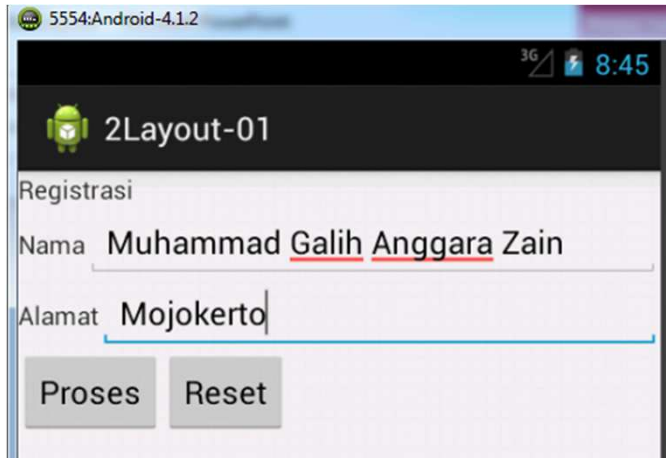 5554:Android-4.1.2
3G 8:45
2Layout-01
Registrasi
Nama Muhammad Galih Anggara Zain
Alamat Mojokerto
Proses Reset